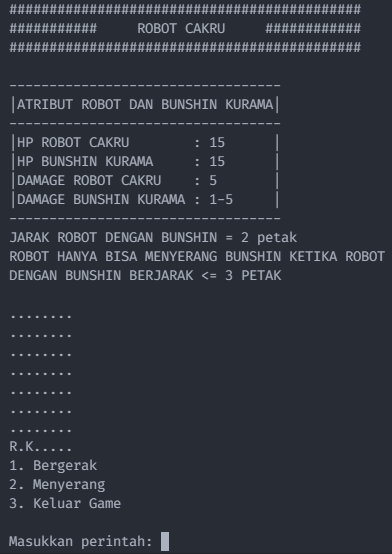 ############################################
###########     ROBOT CAKRU     ############
############################################
----------------------------------
|ATRIBUT ROBOT DAN BUNSHIN KURAMA|
----------------------------------
|HP ROBOT CAKRU       : 15       |
|HP BUNSHIN KURAMA    : 15       |
|DAMAGE ROBOT CAKRU   : 5        |
|DAMAGE BUNSHIN KURAMA : 1-5     |
----------------------------------
JARAK ROBOT DENGAN BUNSHIN = 2 petak
ROBOT HANYA BISA MENYERANG BUNSHIN KETIKA ROBOT
DENGAN BUNSHIN BERJARAK <= 3 PETAK
........
........
........
........
........
........
........
R.K.....
1. Bergerak
2. Menyerang
3. Keluar Game
Masukkan perintah: